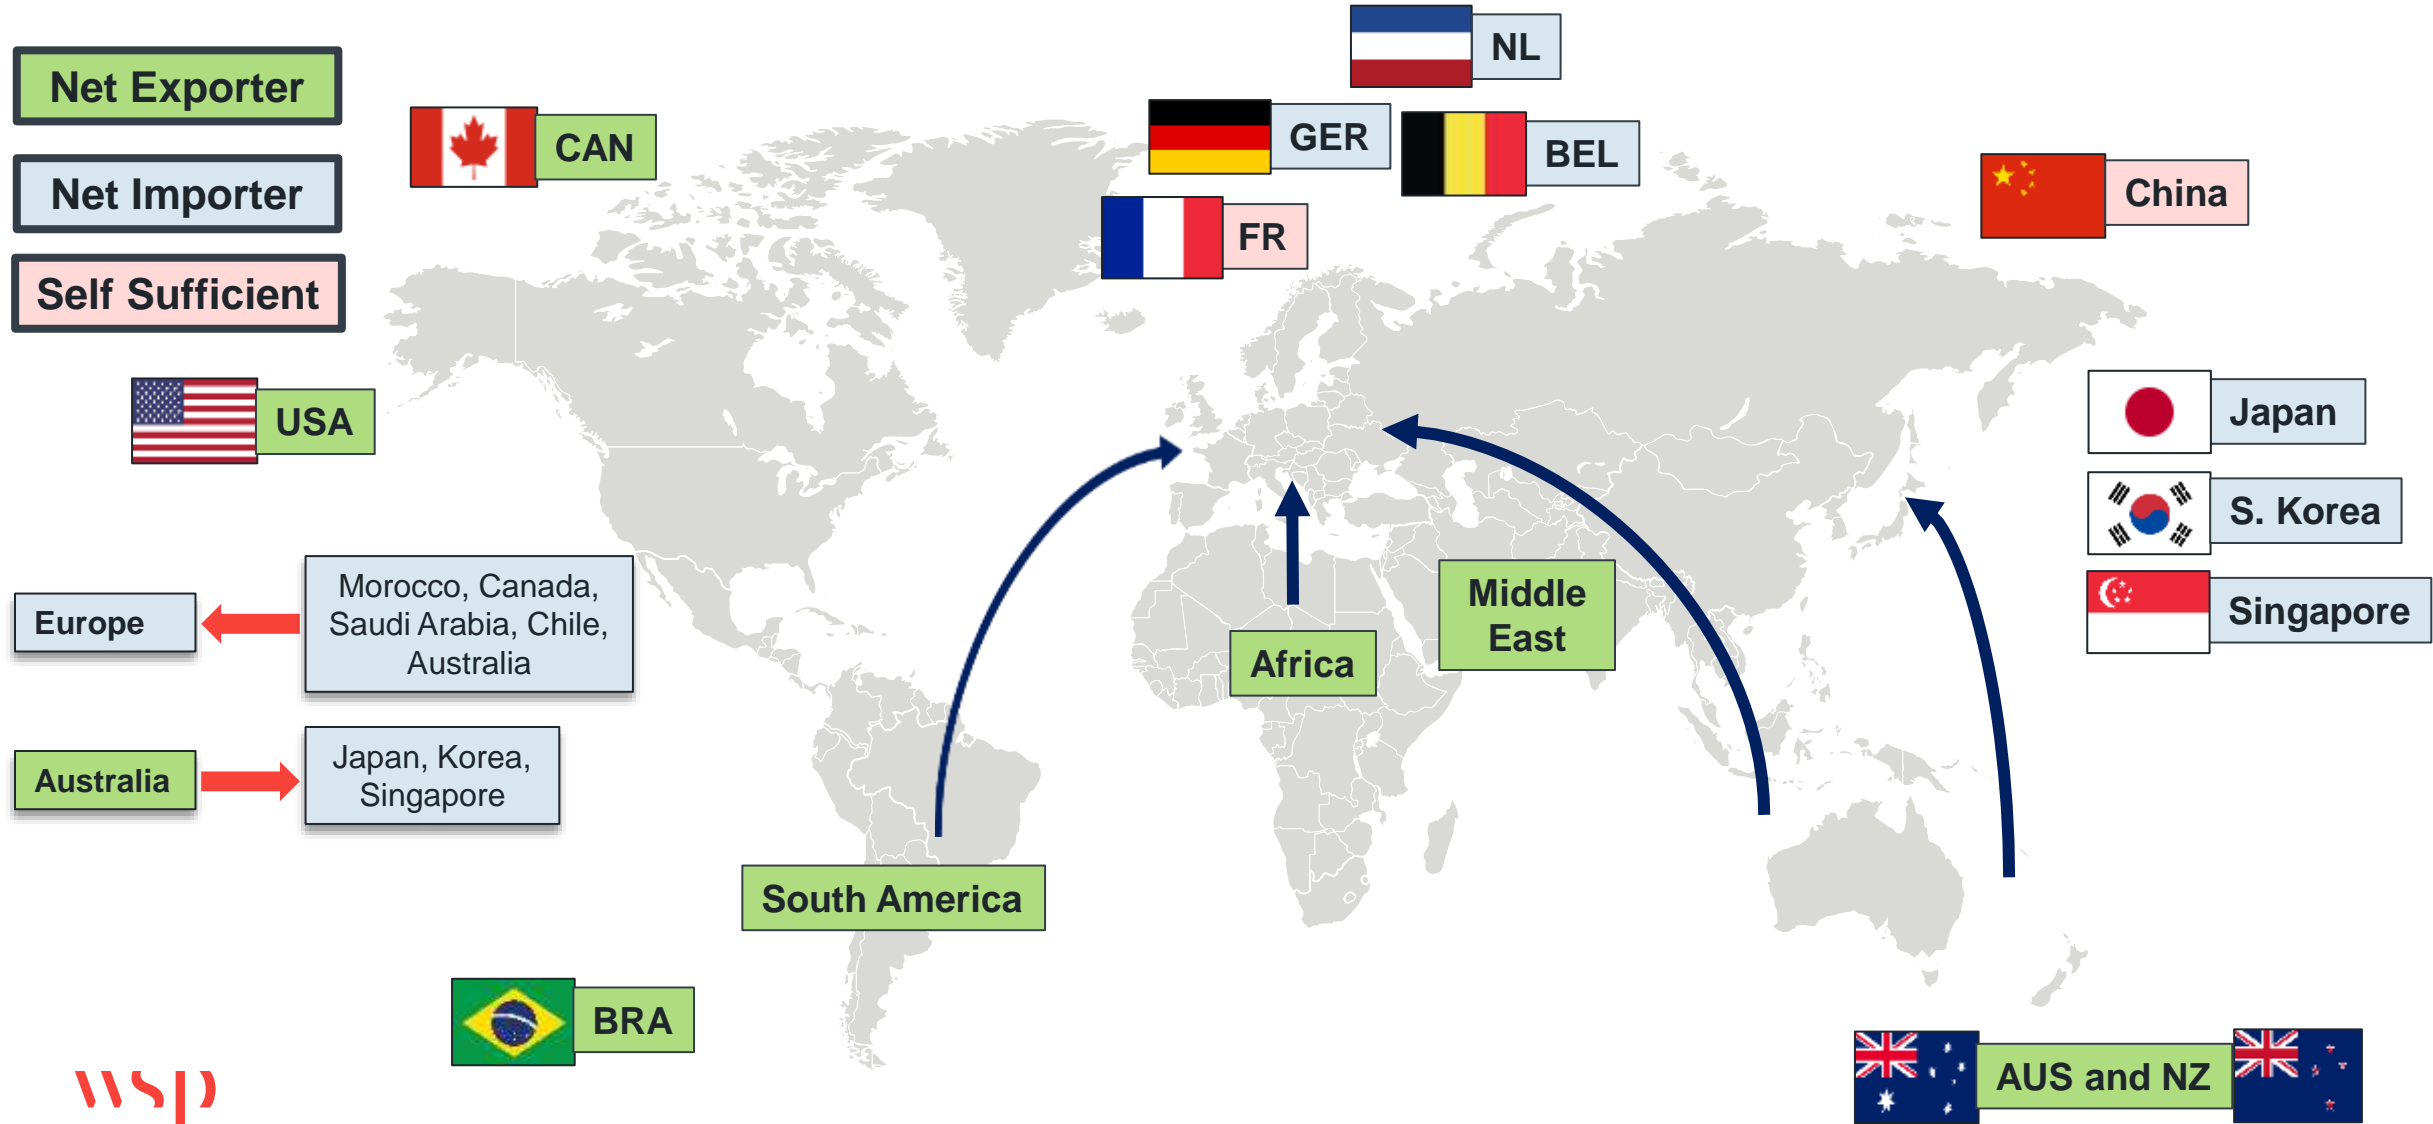 Net Exporter
Net Importer
Self Sufficient
CAN
USA
NL
GER
BEL
FR
China
Japan
S. Korea
Singapore
Europe
Morocco, Canada,
Saudi Arabia, Chile,
Australia
Australia
Japan, Korea,
Singapore
Middle
East
Africa
South America
BRA
AUS and NZ
wsp